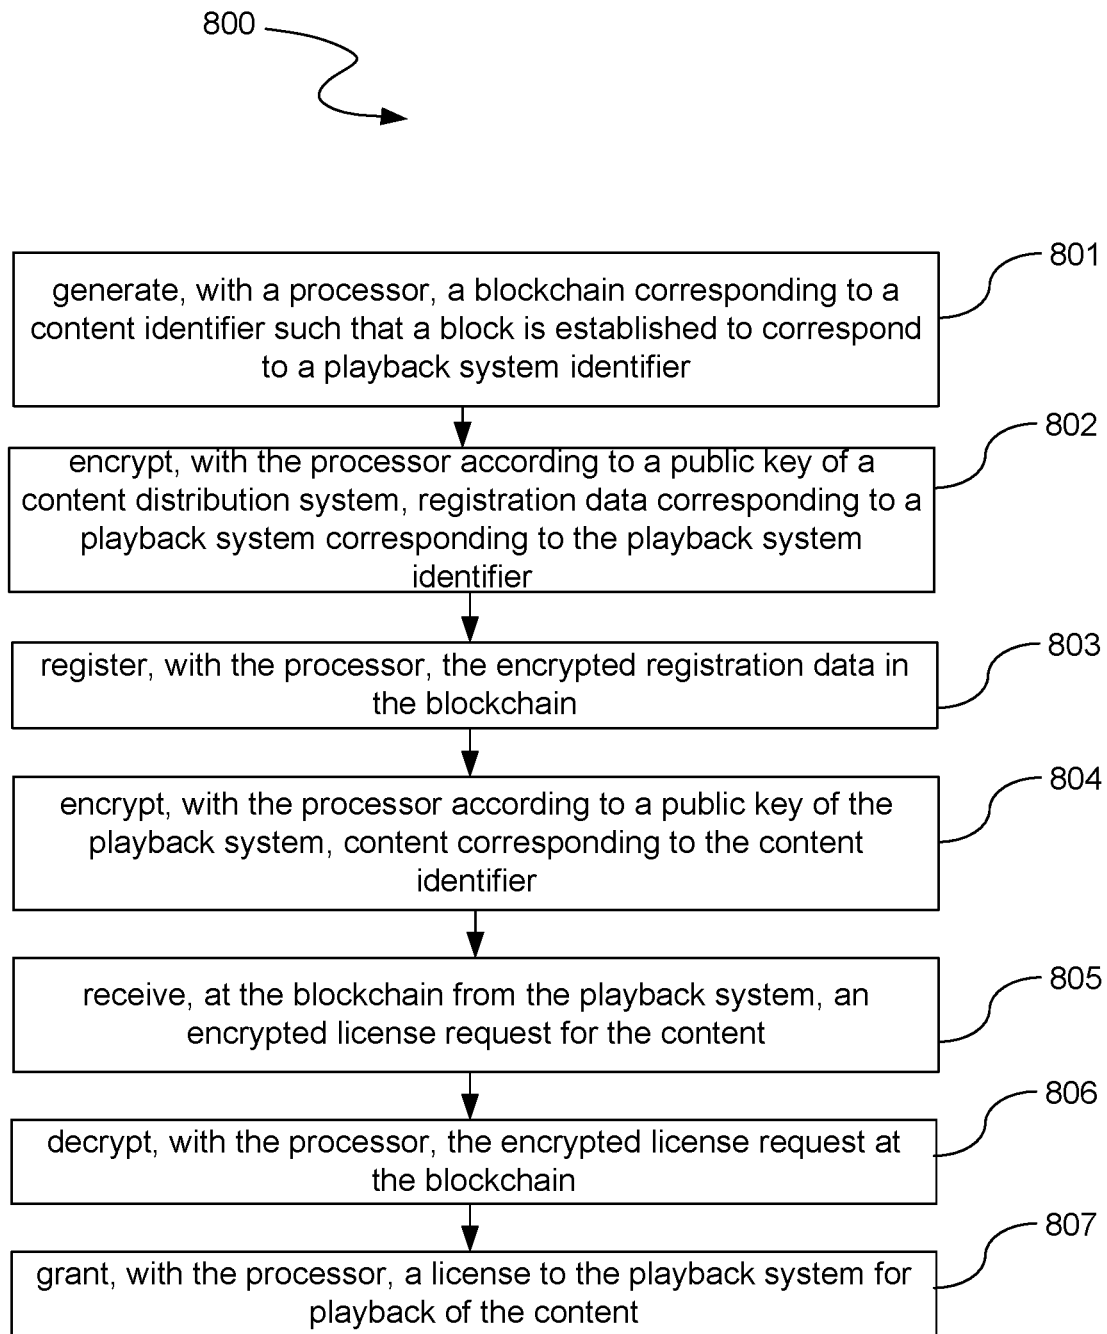 800
801
generate, with a processor, a blockchain corresponding to a
content identifier such that a block is established to correspond
to a playback system identifier
802
encrypt, with the processor according to a public key of a
content distribution system, registration data corresponding to a
playback system corresponding to the playback system
identifier
803
register, with the processor, the encrypted registration data in
the blockchain
804
encrypt, with the processor according to a public key of the
playback system, content corresponding to the content
identifier
805
receive, at the blockchain from the playback system, an
encrypted license request for the content
806
decrypt, with the processor, the encrypted license request at
the blockchain
807
grant, with the processor, a license to the playback system for
playback of the content